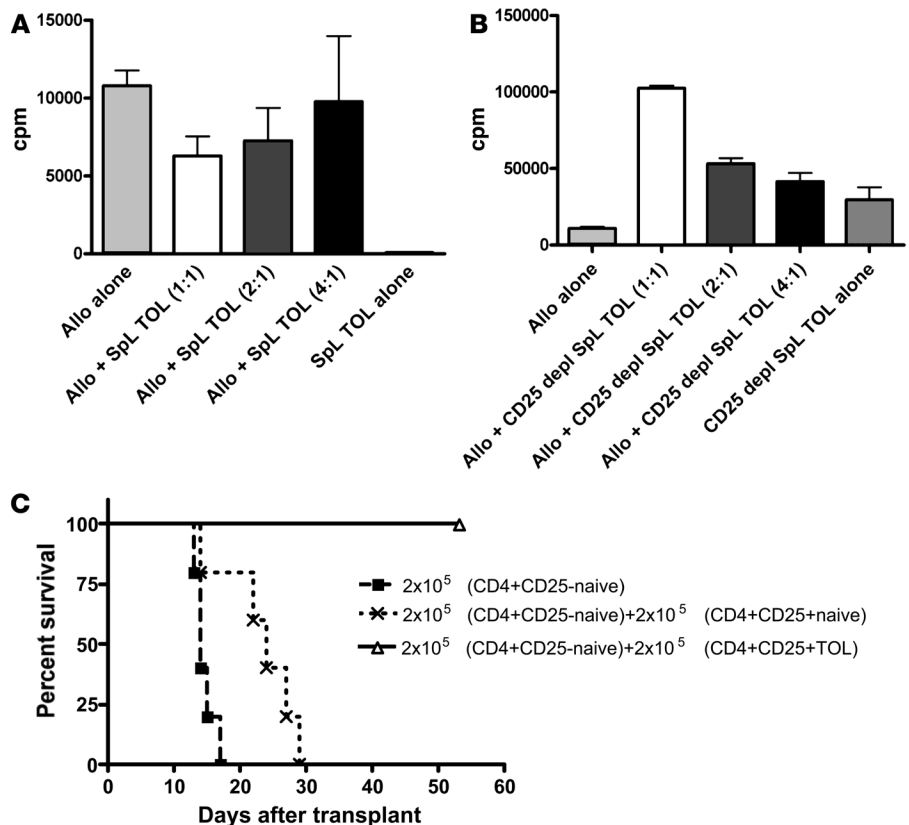 A
15000
10000
5000
0
cpm
Allo alone
Allo + SpL TOL (1:1)
Allo + SpL TOL (2:1)
Allo + SpL TOL (4:1)
SpL TOL alone
B
150000
100000
50000
0
cpm
Allo alone
Allo + CD25 depl SpL TOL (1:1)
Allo + CD25 depl SpL TOL (2:1)
Allo + CD25 depl SpL TOL (4:1)
CD25 depl SpL TOL alone
C
100
75
50
25
0
Percent survival
2x10⁵ (CD4+CD25-naive)
2x10⁵ (CD4+CD25-naive)+2x10⁵ (CD4+CD25+naive)
2x10⁵ (CD4+CD25-naive)+2x10⁵ (CD4+CD25+TOL)
0 10 20 30 40 50 60
Days after transplant